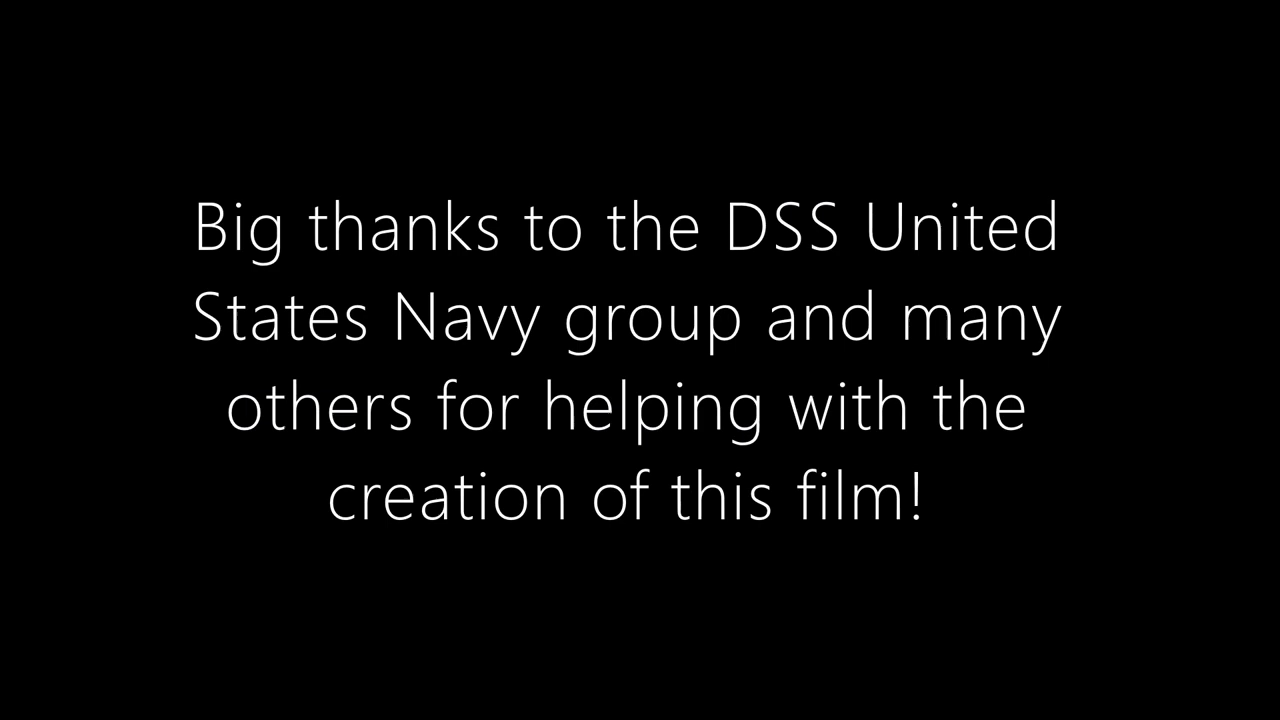 Big thanks to the DSS United
States Navy group and many
others for helping with the
creation of this film!